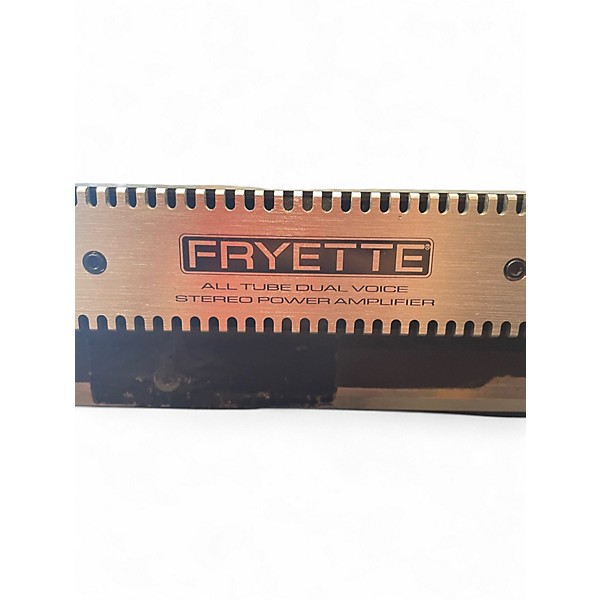 FRYETTE®
ALL TUBE DUAL VOICE
STEREO POWER AMPLIFIER